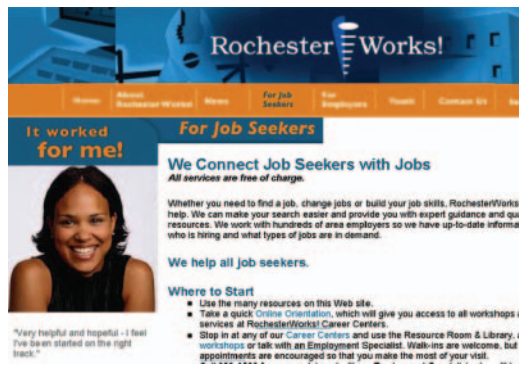 Rochester Works!
Home About RochesterWorks! News For Job Seekers For Employers Youth Contact Us
It worked for me!
For Job Seekers
We Connect Job Seekers with Jobs
All services are free of charge.
Whether you need to find a job, change jobs or build your job skills, RochesterWorks
help. We can make your search easier and provide you with expert guidance and
resources. We work with hundreds of area employers so we have up-to-date
who is hiring and what types of jobs are in demand.
We help all job seekers.
Where to Start
Use the many resources on this Web site.
Take a quick Online Orientation, which will give you access to all workshops
services at RochesterWorks! Career Centers.
Stop in at any of our Career Centers and use the Resource Room & Library,
workshops or talk with an Employment Specialist. Walk-ins are welcome, but
appointments are encouraged so that you make the most of your visit.
"Very helpful and hopeful - I feel
I've been started on the right
track."